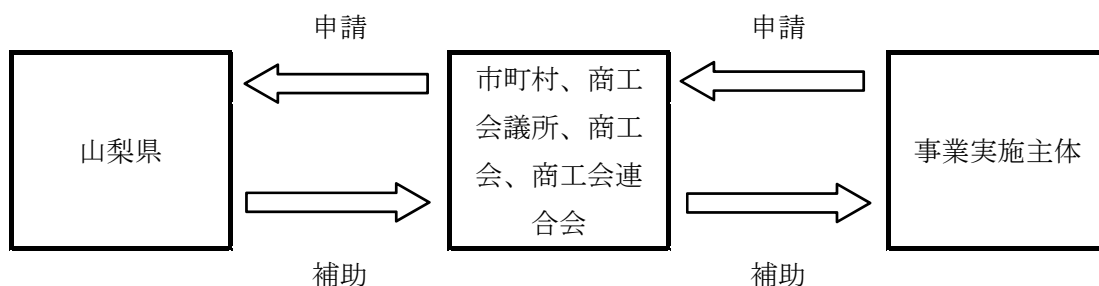 申請
申請
山梨県
市町村、商工
会議所、商工
会、商工会連
合会
事業実施主体
補助
補助